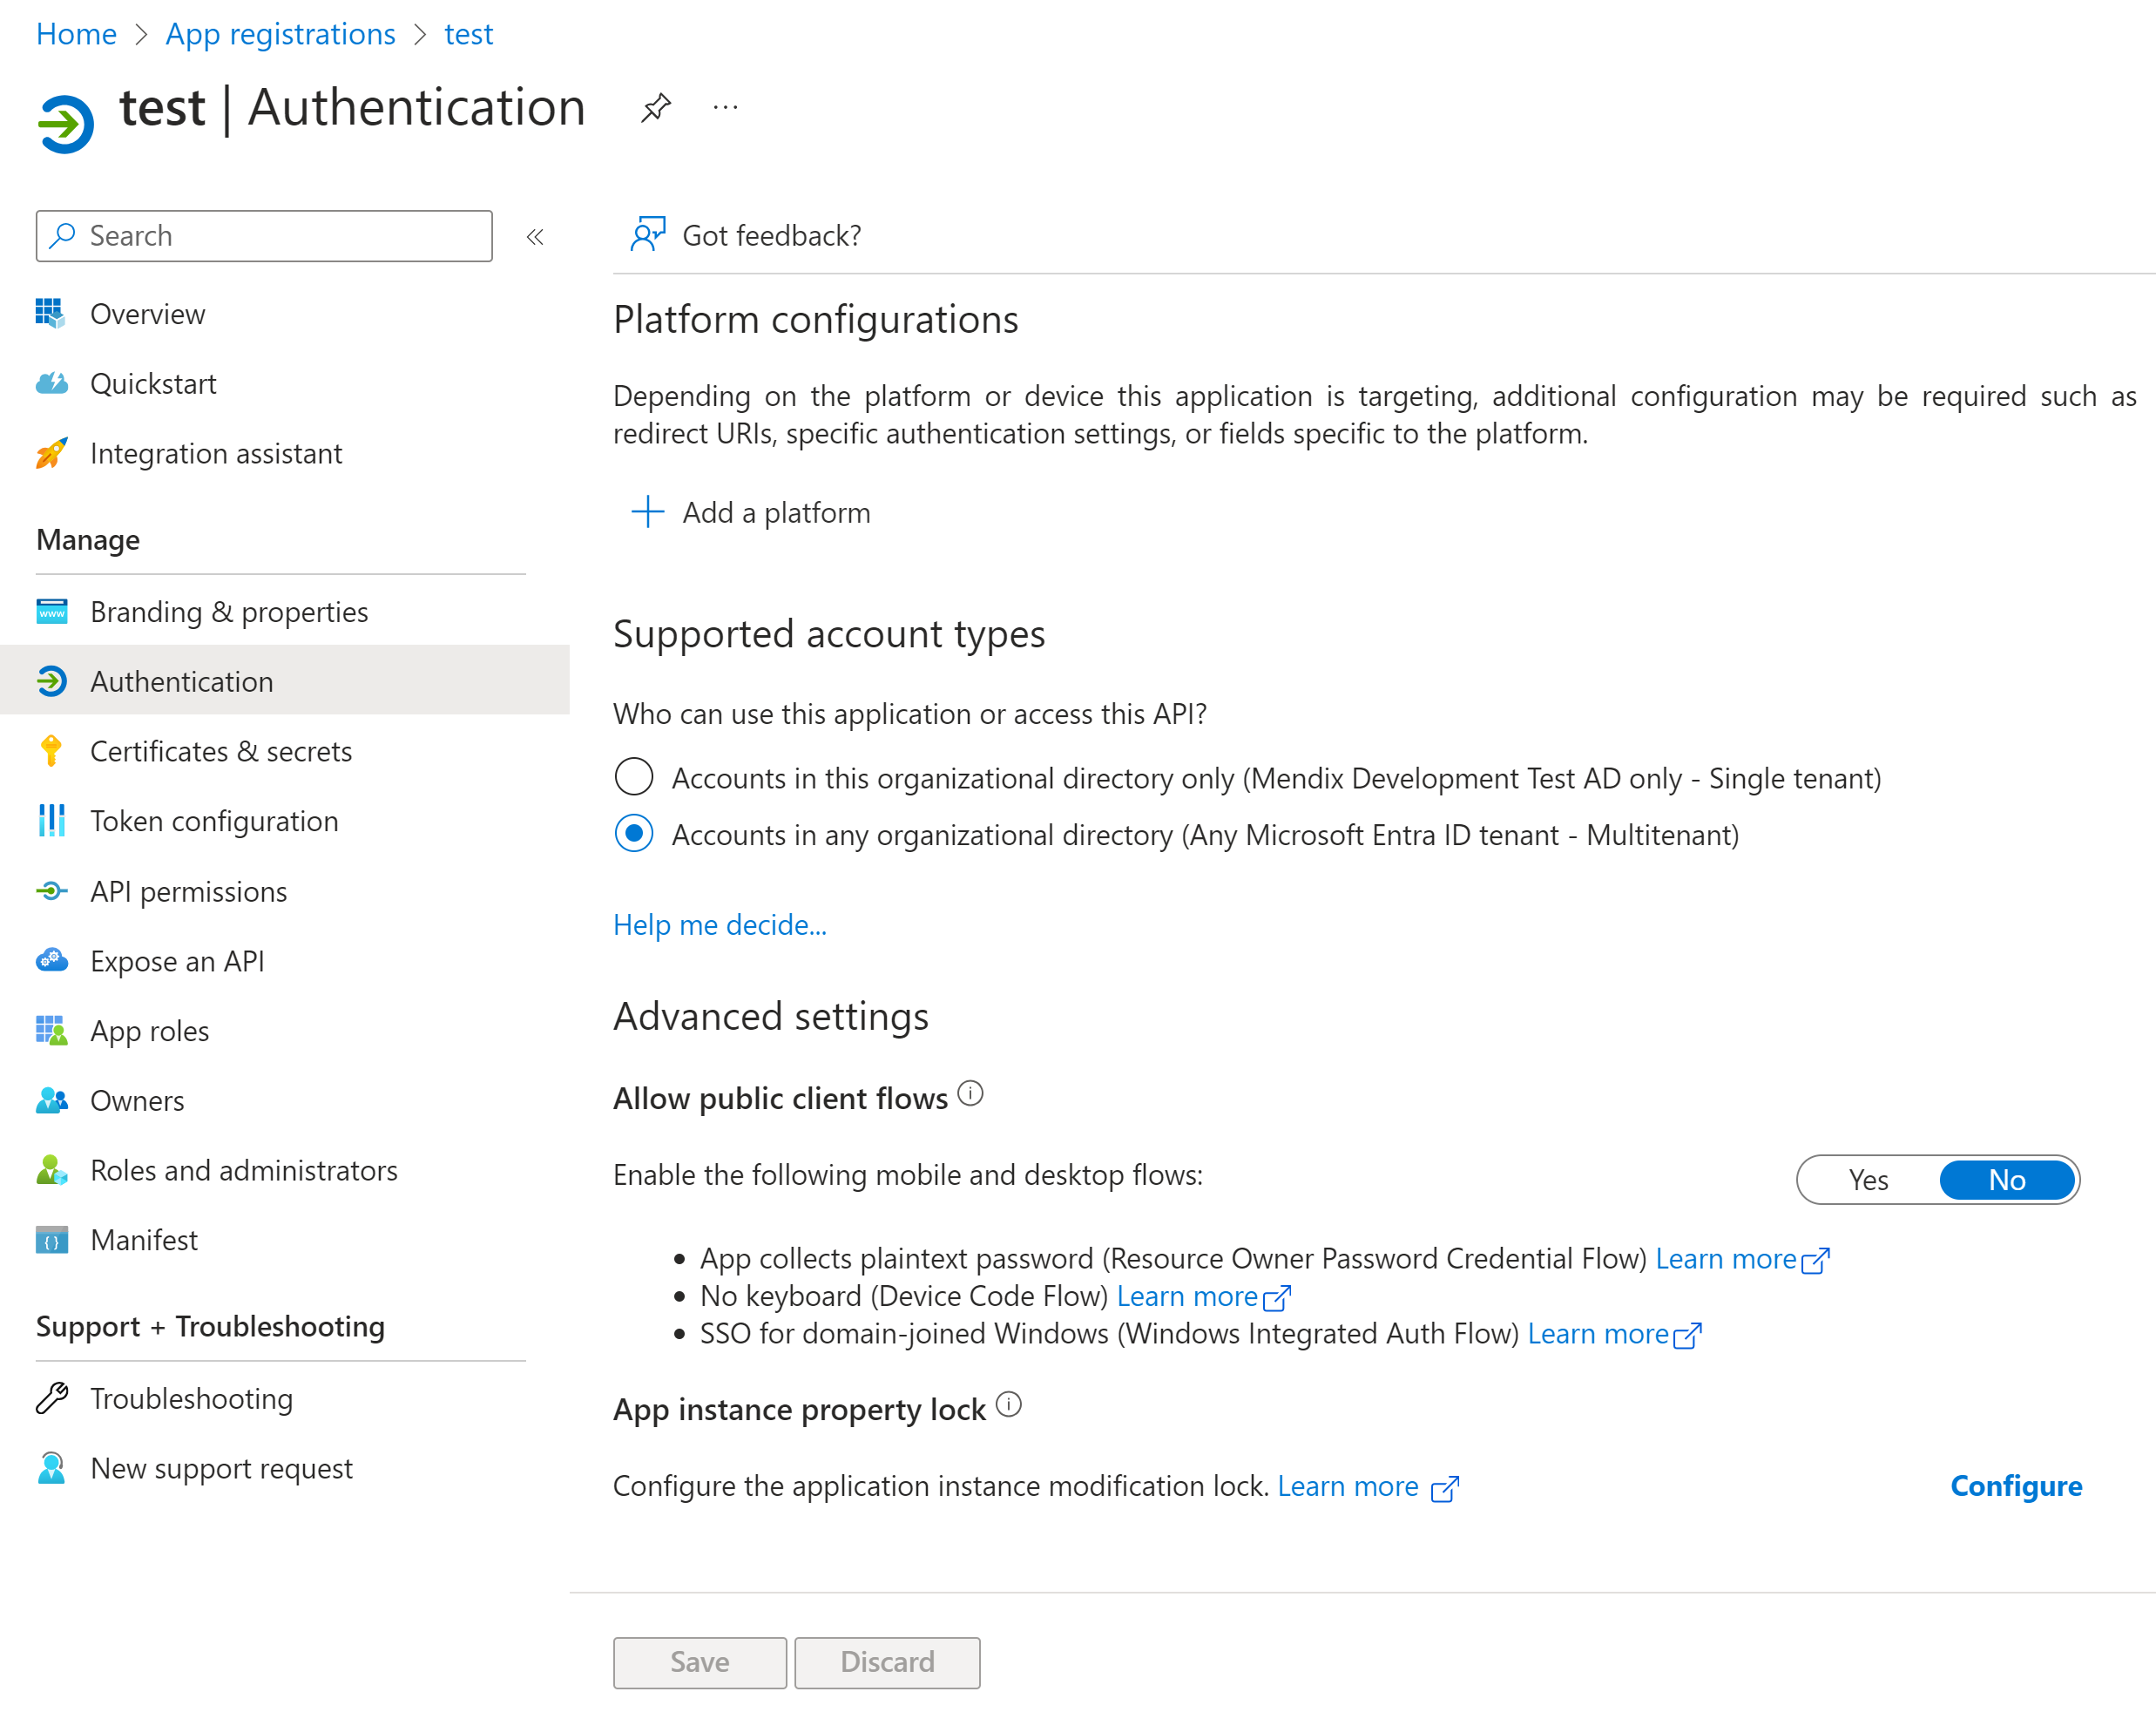 Home > App registrations > test
test | Authentication ...
Search «
Overview
Quickstart
Integration assistant
Manage
Branding & properties
Authentication
Certificates & secrets
Token configuration
API permissions
Expose an API
App roles
Owners
Roles and administrators
Manifest
Support + Troubleshooting
Troubleshooting
New support request
Got feedback?
Platform configurations
Depending on the platform or device this application is targeting, additional configuration may be required such as
redirect URIs, specific authentication settings, or fields specific to the platform.
Add a platform
Supported account types
Who can use this application or access this API?
Accounts in this organizational directory only (Mendix Development Test AD only - Single tenant)
Accounts in any organizational directory (Any Microsoft Entra ID tenant - Multitenant)
Help me decide...
Advanced settings
Allow public client flows
Enable the following mobile and desktop flows: Yes No
• App collects plaintext password (Resource Owner Password Credential Flow) Learn more
• No keyboard (Device Code Flow) Learn more
• SSO for domain-joined Windows (Windows Integrated Auth Flow) Learn more
App instance property lock
Configure the application instance modification lock. Learn more Configure
Save Discard